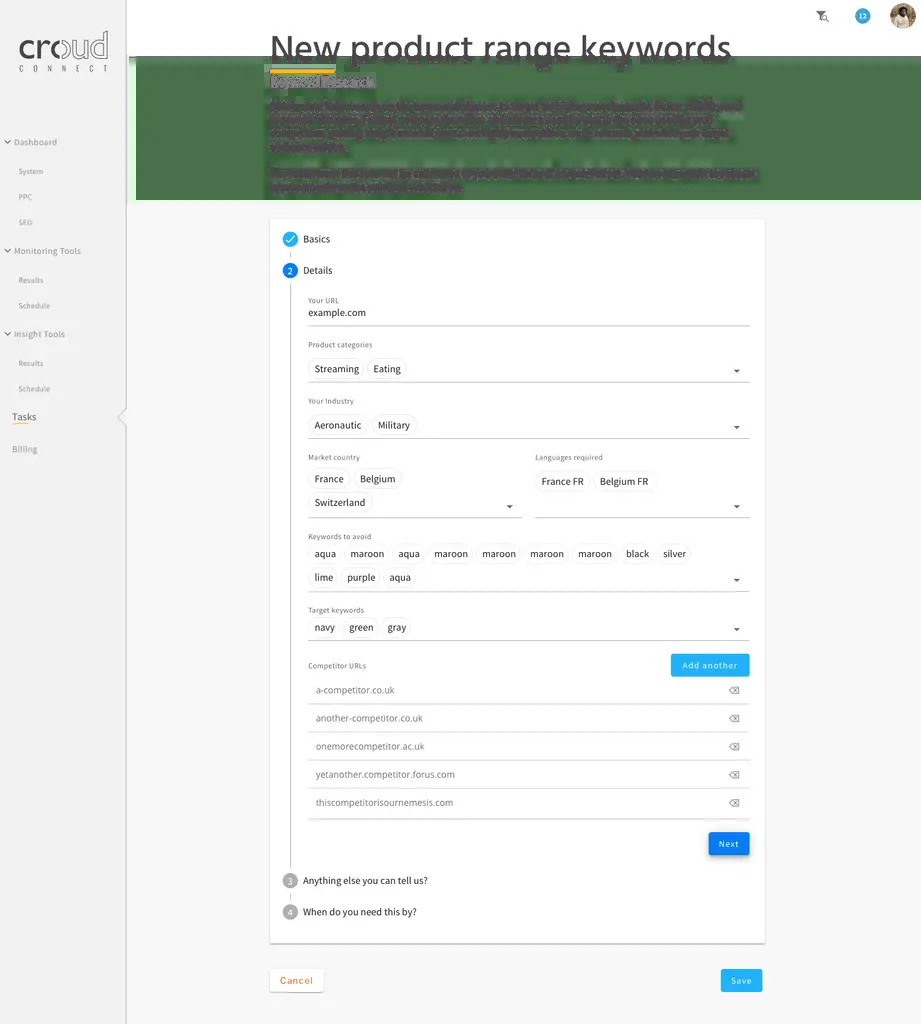 croud
CONNECT
12
New product range keywords
Keyword research
Dashboard
System
PPC
SEO
Monitoring Tools
Results
Schedule
Insight Tools
Results
Schedule
Tasks
Billing
Basics
2 Details
Your URL
example.com
Product categories
Streaming Eating
Your Industry
Aeronautic Military
Market country Languages required
France Belgium France FR Belgium FR
Switzerland
Keywords to avoid
aqua maroon aqua maroon maroon maroon maroon black silver
lime purple aqua
Target keywords
navy green gray
Competitor URLs Add another
a-competitor.co.uk
another-competitor.co.uk
onemorecompetitor.ac.uk
yetanother.competitor.forus.com
thiscompetitorisournemesis.com
Next
3 Anything else you can tell us?
4 When do you need this by?
Cancel Save